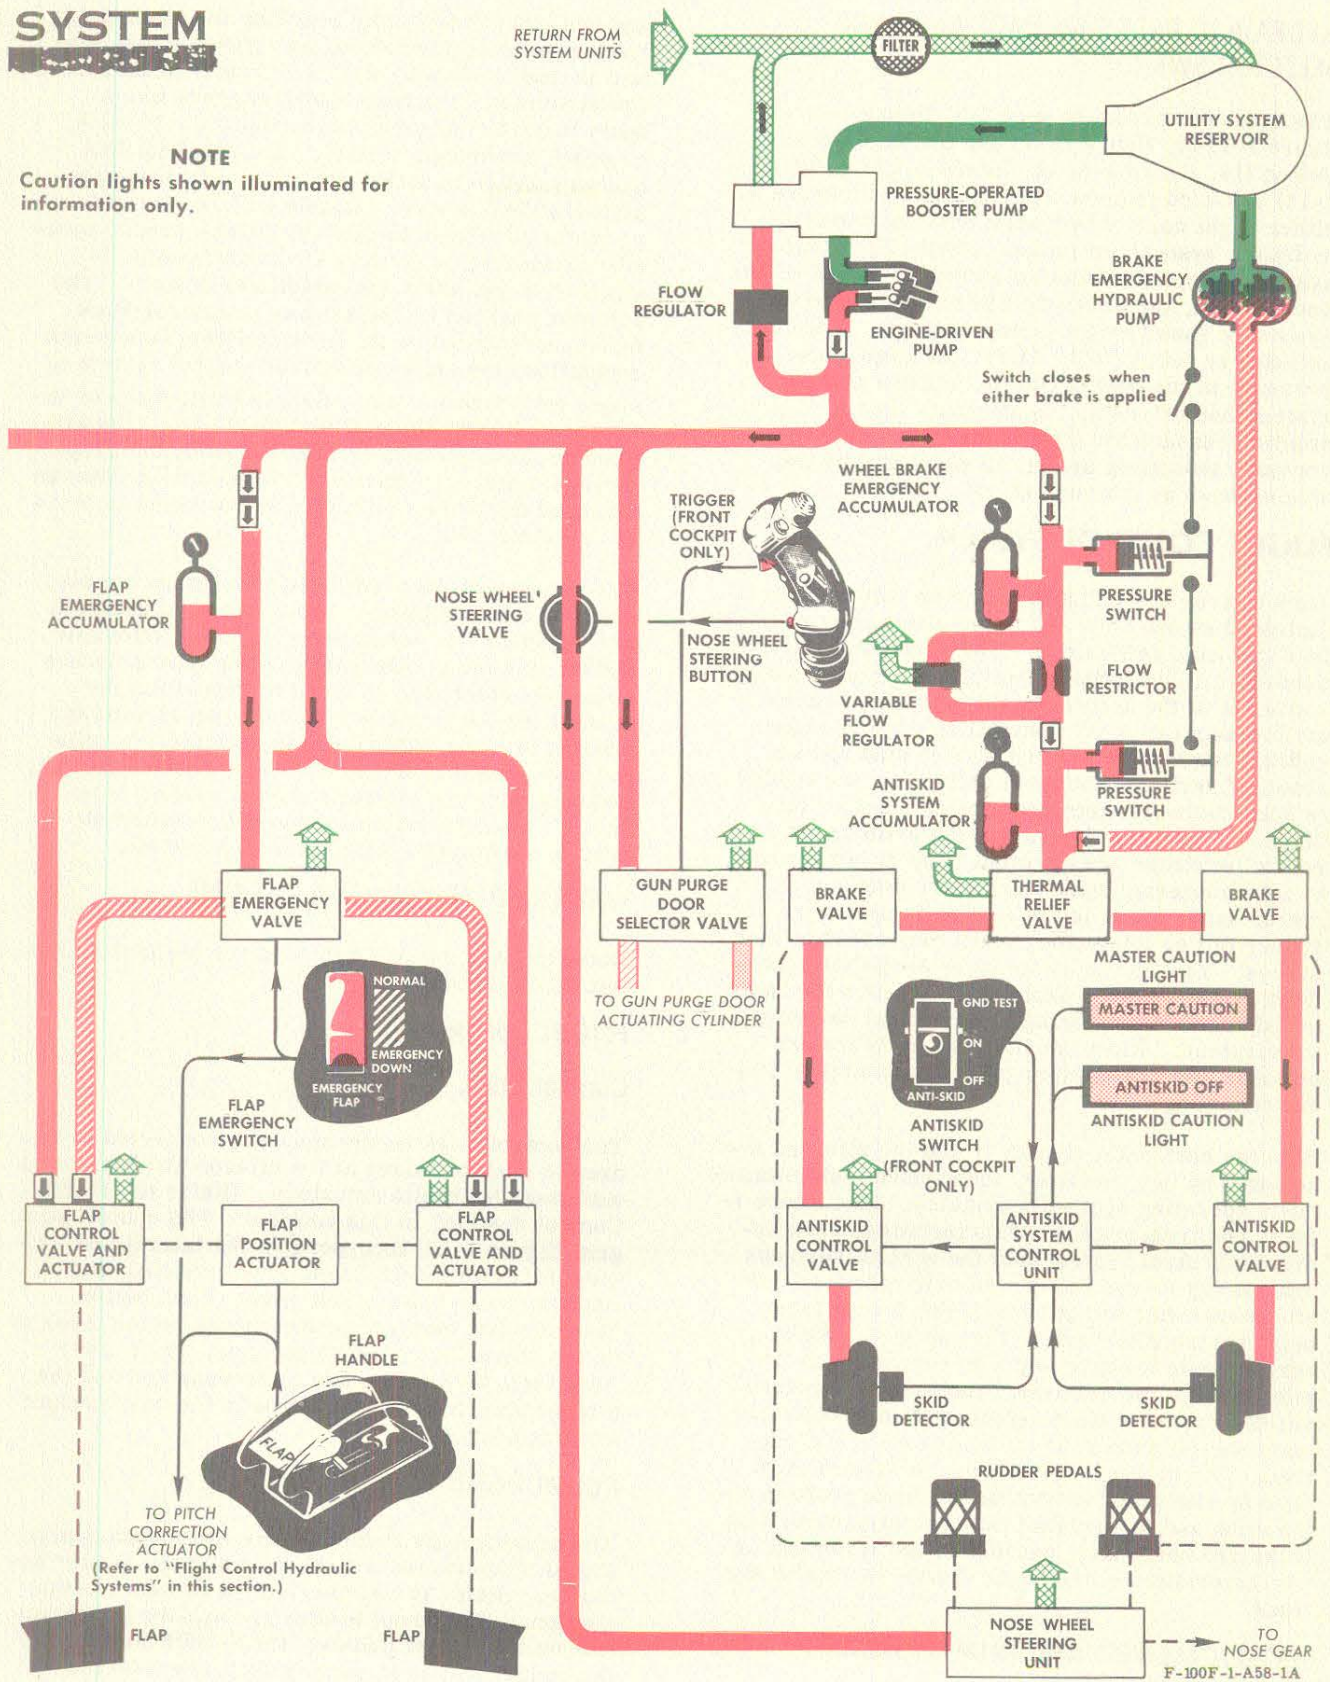 SYSTEM
RETURN FROM
SYSTEM UNITS
FILTER
UTILITY SYSTEM
RESERVOIR
NOTE
Caution lights shown illuminated for
information only.
PRESSURE-OPERATED
BOOSTER PUMP
BRAKE
EMERGENCY
HYDRAULIC
PUMP
FLOW
REGULATOR
ENGINE-DRIVEN
PUMP
Switch closes when
either brake is applied
WHEEL BRAKE
EMERGENCY
ACCUMULATOR
TRIGGER
(FRONT
COCKPIT
ONLY)
FLAP
EMERGENCY
ACCUMULATOR
NOSE WHEEL
STEERING
VALVE
PRESSURE
SWITCH
NOSE WHEEL
STEERING
BUTTON
FLOW
RESTRICTOR
VARIABLE
FLOW
REGULATOR
ANTISKID
SYSTEM
ACCUMULATOR
PRESSURE
SWITCH
FLAP
EMERGENCY
VALVE
GUN PURGE
DOOR
SELECTOR VALVE
BRAKE
VALVE
THERMAL
RELIEF
VALVE
BRAKE
VALVE
NORMAL
EMERGENCY
DOWN
EMERGENCY
FLAP
TO GUN PURGE DOOR
ACTUATING CYLINDER
GND TEST
ON
OFF
ANTI-SKID
MASTER CAUTION
LIGHT
MASTER CAUTION
ANTISKID OFF
ANTISKID CAUTION
LIGHT
FLAP
EMERGENCY
SWITCH
ANTISKID
SWITCH
(FRONT COCKPIT
ONLY)
FLAP
CONTROL
VALVE AND
ACTUATOR
FLAP
POSITION
ACTUATOR
FLAP
CONTROL
VALVE AND
ACTUATOR
ANTISKID
CONTROL
VALVE
ANTISKID
SYSTEM
CONTROL
UNIT
ANTISKID
CONTROL
VALVE
FLAP
HANDLE
FLAP
SKID
DETECTOR
SKID
DETECTOR
RUDDER PEDALS
TO PITCH
CORRECTION
ACTUATOR
(Refer to "Flight Control Hydraulic
Systems" in this section.)
FLAP
FLAP
NOSE WHEEL
STEERING
UNIT
TO
NOSE GEAR
F-100F-1-A58-1A